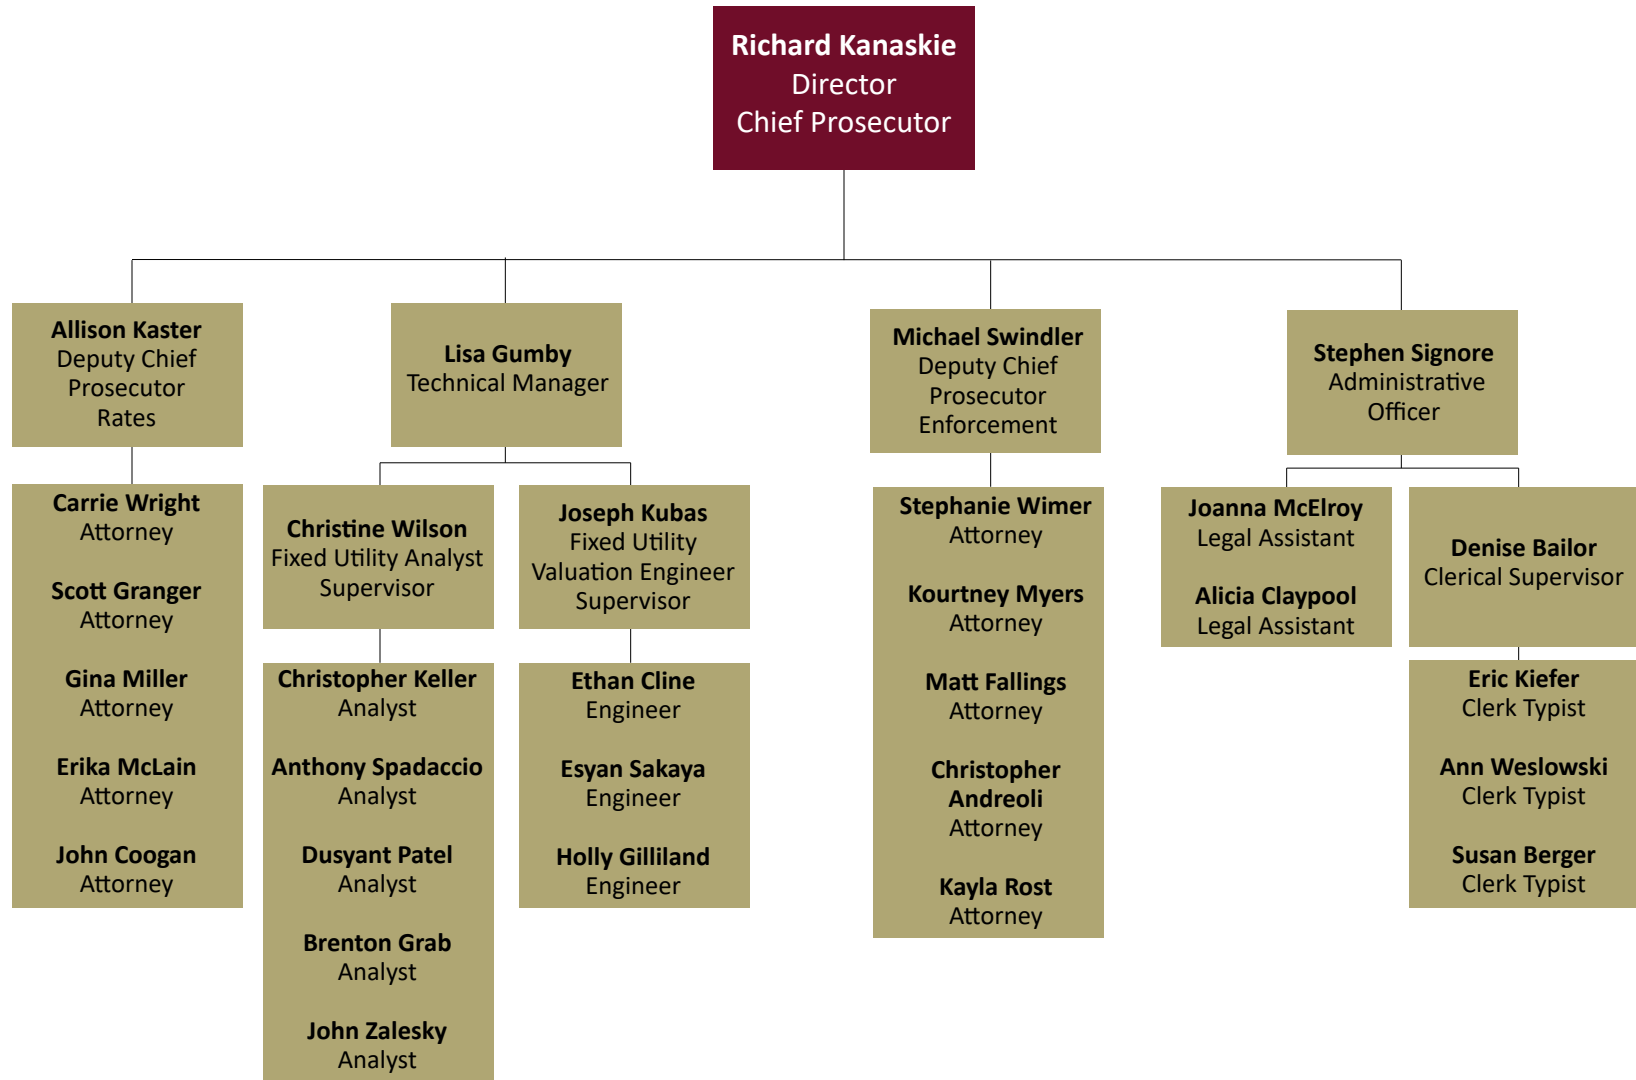 Richard Kanaskie
Director
Chief Prosecutor
Allison Kaster
Deputy Chief
Prosecutor
Rates
Lisa Gumby
Technical Manager
Michael Swindler
Deputy Chief
Prosecutor
Enforcement
Stephen Signore
Administrative
Officer
Carrie Wright
Attorney
Scott Granger
Attorney
Gina Miller
Attorney
Erika McLain
Attorney
John Coogan
Attorney
Christine Wilson
Fixed Utility Analyst
Supervisor
Christopher Keller
Analyst
Anthony Spadaccio
Analyst
Dusyant Patel
Analyst
Brenton Grab
Analyst
John Zalesky
Analyst
Joseph Kubas
Fixed Utility
Valuation Engineer
Supervisor
Ethan Cline
Engineer
Esyan Sakaya
Engineer
Holly Gilliland
Engineer
Stephanie Wimer
Attorney
Kourtney Myers
Attorney
Matt Fallings
Attorney
Christopher
Andreoli
Attorney
Kayla Rost
Attorney
Joanna McElroy
Legal Assistant
Alicia Claypool
Legal Assistant
Denise Bailor
Clerical Supervisor
Eric Kiefer
Clerk Typist
Ann Weslowski
Clerk Typist
Susan Berger
Clerk Typist